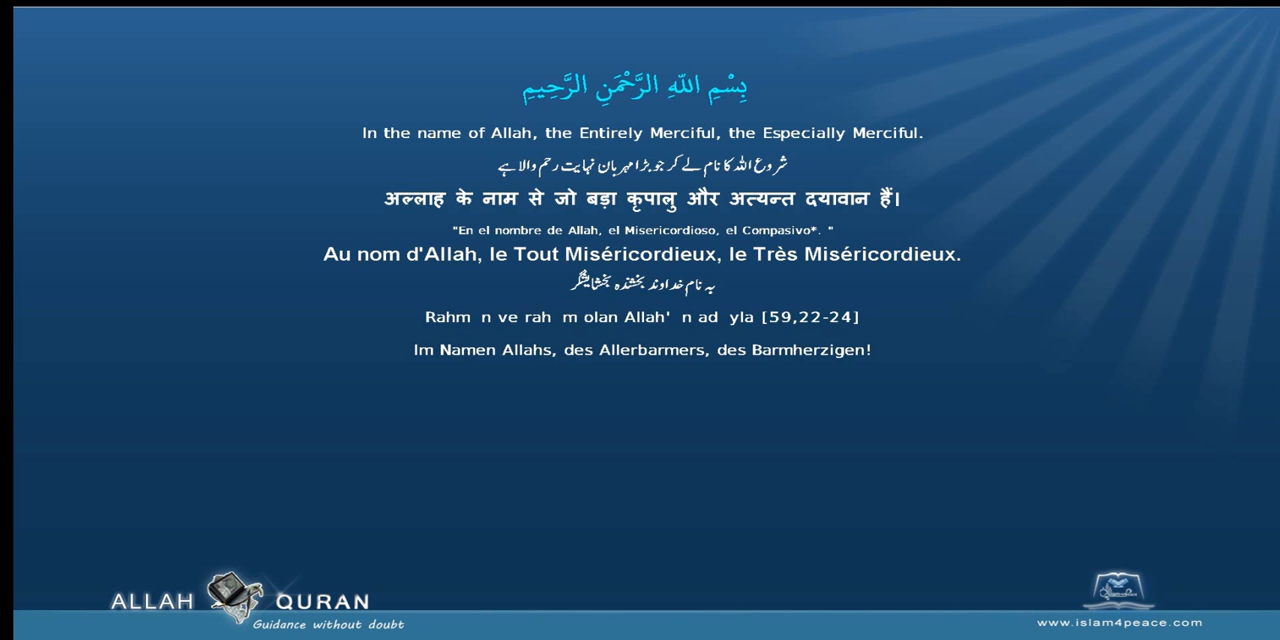 بِسْمِ اللّهِ الرَّحْمَنِ الرَّحِيمِ
In the name of Allah, the Entirely Merciful, the Especially Merciful.
شروع الله کا نام لے کر جو بڑا مہربان نہایت رحم والا ہے
अल्लाह के नाम से जो बड़ा कृपालु और अत्यन्त दयावान हैं।
"En el nombre de Allah, el Misericordioso, el Compasivo*. "
Au nom d'Allah, le Tout Miséricordieux, le Très Miséricordieux.
به نام خداوند بخشنده بخشایشگر
Rahm n ve rah m olan Allah' n ad yla [59,22-24]
Im Namen Allahs, des Allerbarmers, des Barmherzigen!
ALLAH QURAN
Guidance without doubt
www.islam4peace.com